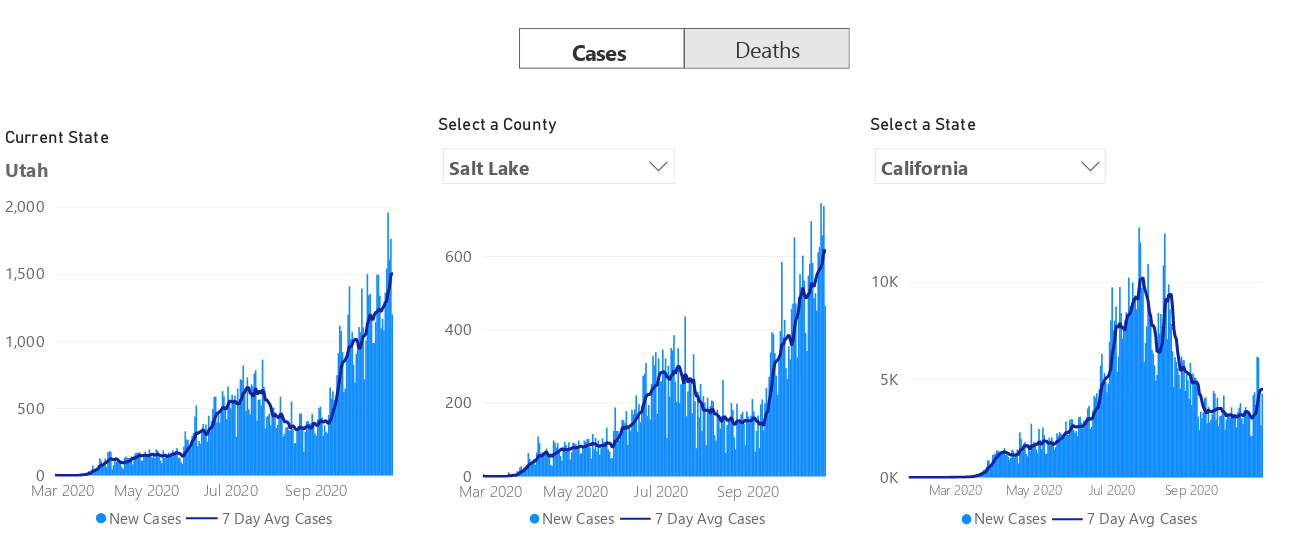 Cases Deaths
Current State
Utah
2,000
1,500
1,000
500
0
Mar 2020 May 2020 Jul 2020 Sep 2020
New Cases 7 Day Avg Cases
Select a County
Salt Lake
600
400
200
0
Mar 2020 May 2020 Jul 2020 Sep 2020
New Cases 7 Day Avg Cases
Select a State
California
10K
5K
0K
Mar 2020 May 2020 Jul 2020 Sep 2020
New Cases 7 Day Avg Cases